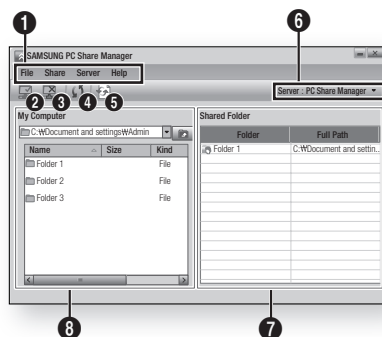 1
6
SAMSUNG PC Share Manager
File Share Server Help
2 3 4 5
Server : PC Share Manager
My Computer
Shared Folder
C:₩Document and settings₩Admin
Folder Full Path
Name Size Kind
Folder 1 C:₩Document and settin..
Folder 1 File
Folder 2 File
Folder 3 File
8
7